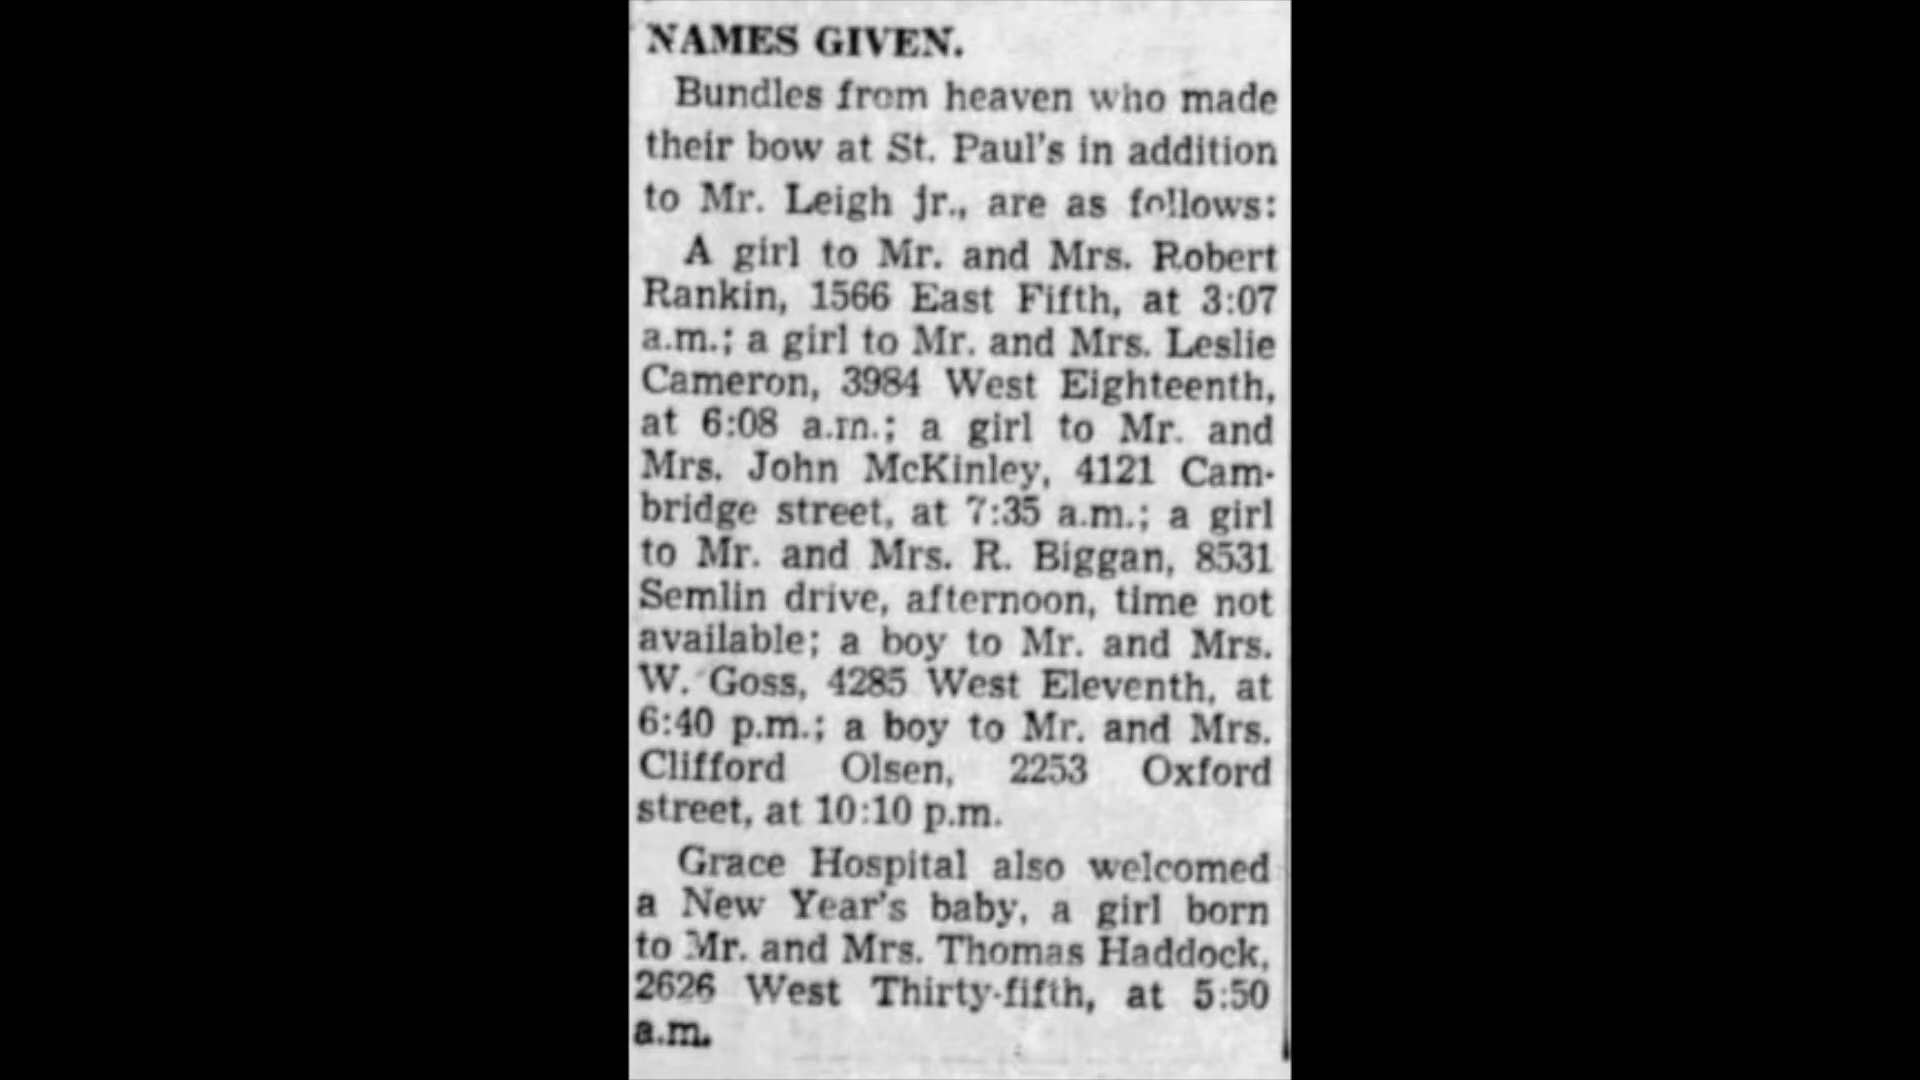 NAMES GIVEN.
Bundles from heaven who made
their bow at St. Paul's in addition
to Mr. Leigh jr., are as follows:
A girl to Mr. and Mrs. Robert
Rankin, 1566 East Fifth, at 3:07
a.m.; a girl to Mr. and Mrs. Leslie
Cameron, 3984 West Eighteenth,
at 6:08 a.m.; a girl to Mr. and
Mrs. John McKinley, 4121 Cam-
bridge street, at 7:35 a.m.; a girl
to Mr. and Mrs. R. Biggan, 8531
Semlin drive, afternoon, time not
available; a boy to Mr. and Mrs.
W. Goss, 4285 West Eleventh, at
6:40 p.m.; a boy to Mr. and Mrs.
Clifford Olsen, 2253 Oxford
street, at 10:10 p.m.
Grace Hospital also welcomed
a New Year's baby, a girl born
to Mr. and Mrs. Thomas Haddock,
2626 West Thirty-fifth, at 5:50
a.m.